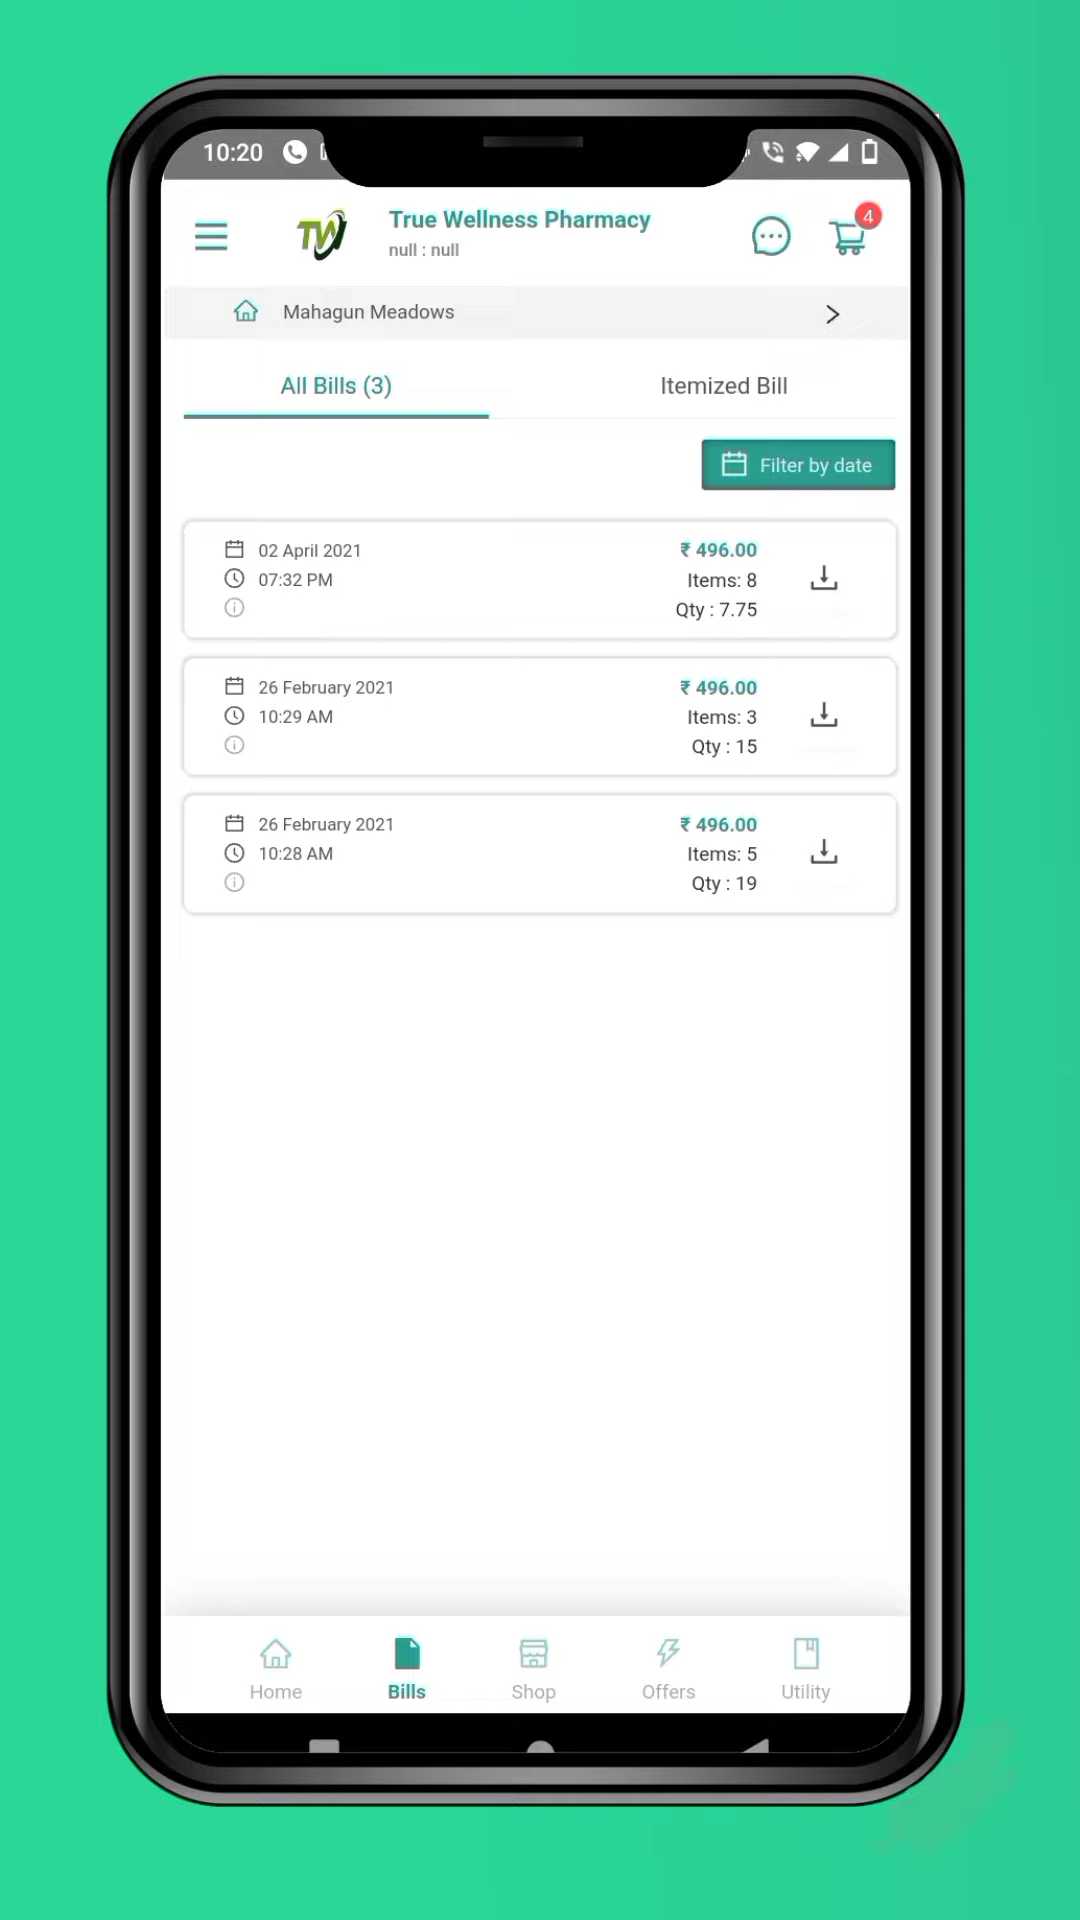 10:20
TW
True Wellness Pharmacy
null : null
4
Mahagun Meadows
All Bills (3)
Itemized Bill
Filter by date
02 April 2021
07:32 PM
₹ 496.00
Items: 8
Qty : 7.75
26 February 2021
10:29 AM
₹ 496.00
Items: 3
Qty : 15
26 February 2021
10:28 AM
₹ 496.00
Items: 5
Qty : 19
Home
Bills
Shop
Offers
Utility